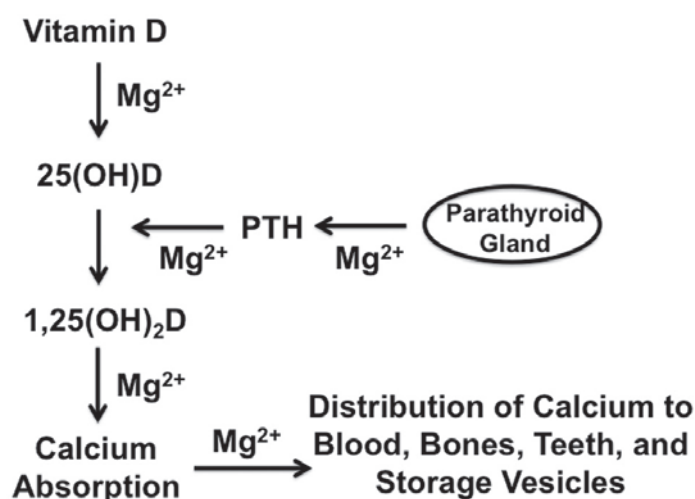 Vitamin D
Mg²⁺
25(OH)D
Parathyroid
Gland
PTH
Mg²⁺
Mg²⁺
1,25(OH)₂D
Mg²⁺
Calcium
Absorption
Mg²⁺
Distribution of Calcium to
Blood, Bones, Teeth, and
Storage Vesicles